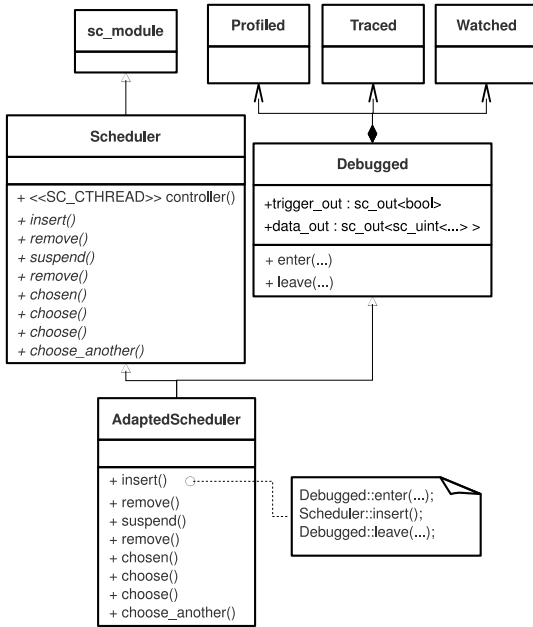 sc_module
Profiled
Traced
Watched
Scheduler
+ <<SC_CTHREAD>> controller()
+ insert()
+ remove()
+ suspend()
+ remove()
+ chosen()
+ choose()
+ choose()
+ choose_another()
Debugged
+trigger_out : sc_out<bool>
+data_out : sc_out<sc_uint<...> >
+ enter(...)
+ leave(...)
AdaptedScheduler
+ insert()
+ remove()
+ suspend()
+ remove()
+ chosen()
+ choose()
+ choose()
+ choose_another()
Debugged::enter(...);
Scheduler::insert();
Debugged::leave(...);